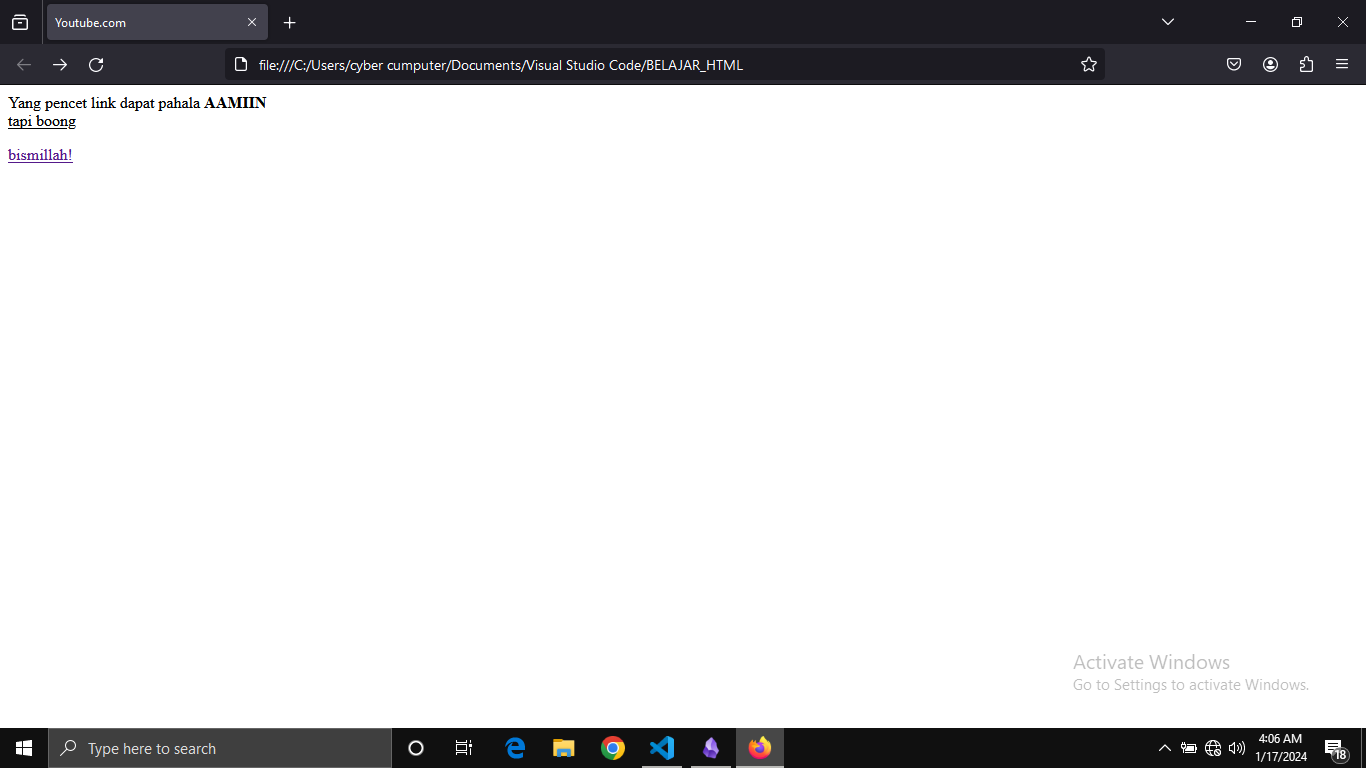 Youtube.com
file:///C:/Users/cyber cumputer/Documents/Visual Studio Code/BELAJAR_HTML
Yang pencet link dapat pahala AAMIIN
tapi boong
bismillah!
Activate Windows
Go to Settings to activate Windows.
Type here to search
4:06 AM
1/17/2024
18